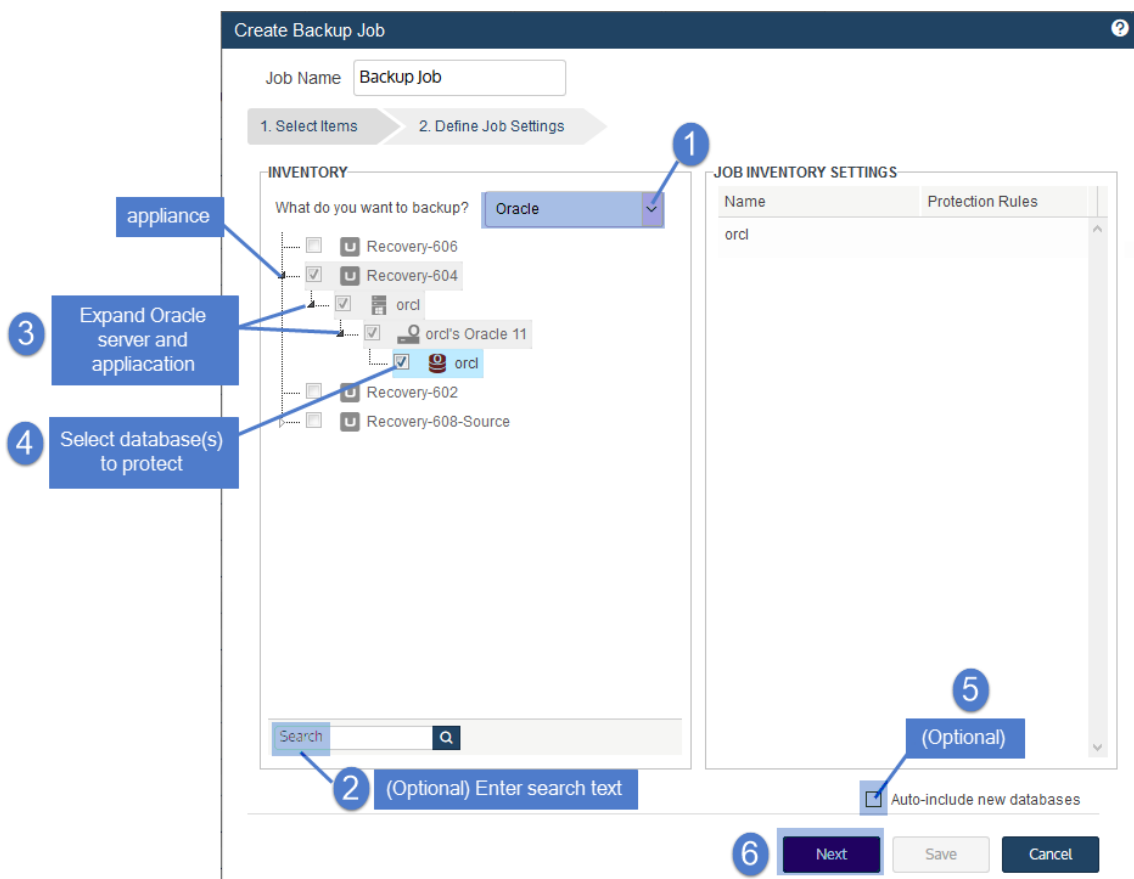 Create Backup Job
Job Name Backup Job
1. Select Items 2. Define Job Settings
1
INVENTORY
What do you want to backup? Oracle
appliance
Recovery-606
Recovery-604
orcl
orcl's Oracle 11
orcl
Recovery-602
Recovery-608-Source
3
Expand Oracle
server and
appliacation
4
Select database(s)
to protect
Search
2
(Optional) Enter search text
JOB INVENTORY SETTINGS
Name Protection Rules
orcl
5
(Optional)
Auto-include new databases
6
Next Save Cancel